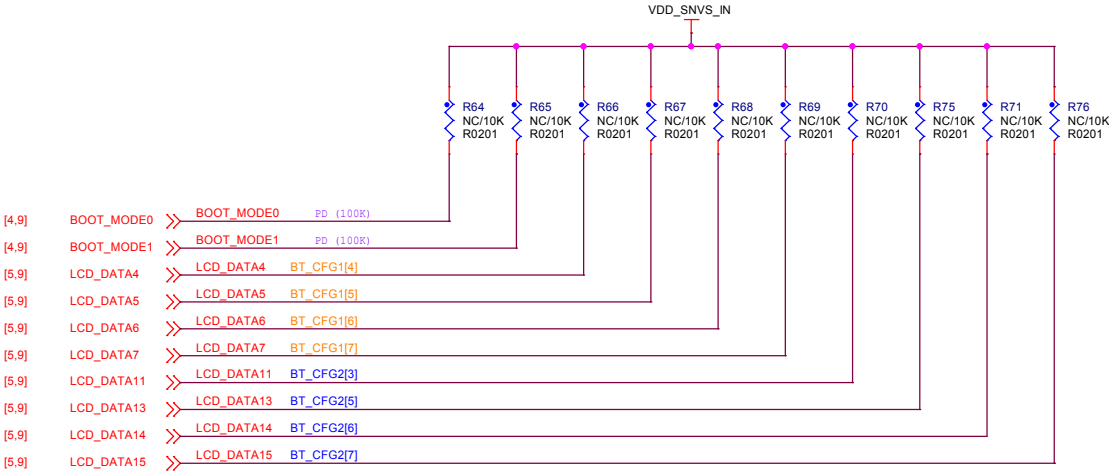 VDD_SNVS_IN
R64 R65 R66 R67 R68 R69 R70 R75 R71 R76
NC/10K NC/10K NC/10K NC/10K NC/10K NC/10K NC/10K NC/10K NC/10K NC/10K
R0201 R0201 R0201 R0201 R0201 R0201 R0201 R0201 R0201 R0201
[4,9] BOOT_MODE0 BOOT_MODE0 PD (100K)
[4,9] BOOT_MODE1 BOOT_MODE1 PD (100K)
[5,9] LCD_DATA4 LCD_DATA4 BT_CFG1[4]
[5,9] LCD_DATA5 LCD_DATA5 BT_CFG1[5]
[5,9] LCD_DATA6 LCD_DATA6 BT_CFG1[6]
[5,9] LCD_DATA7 LCD_DATA7 BT_CFG1[7]
[5,9] LCD_DATA11 LCD_DATA11 BT_CFG2[3]
[5,9] LCD_DATA13 LCD_DATA13 BT_CFG2[5]
[5,9] LCD_DATA14 LCD_DATA14 BT_CFG2[6]
[5,9] LCD_DATA15 LCD_DATA15 BT_CFG2[7]